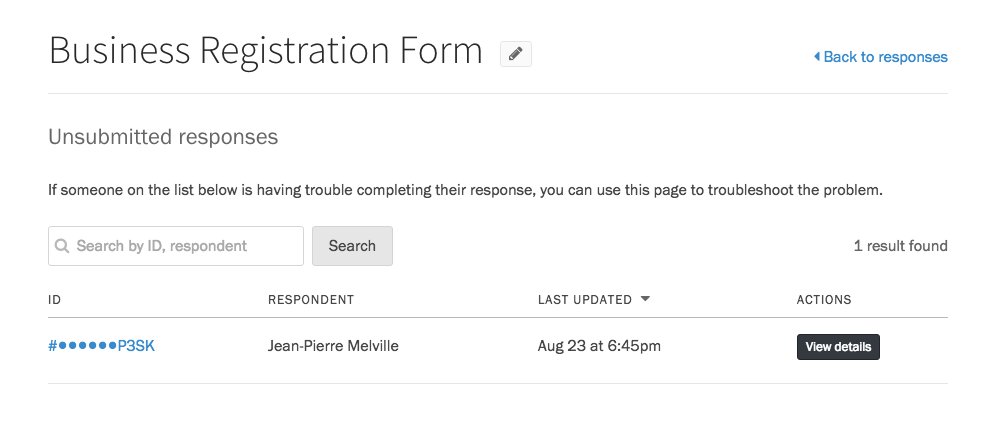 Business Registration Form
Back to responses
Unsubmitted responses
If someone on the list below is having trouble completing their response, you can use this page to troubleshoot the problem.
Search by ID, respondent
Search
1 result found
ID RESPONDENT LAST UPDATED ACTIONS
#●●●●●●P3SK Jean-Pierre Melville Aug 23 at 6:45pm View details